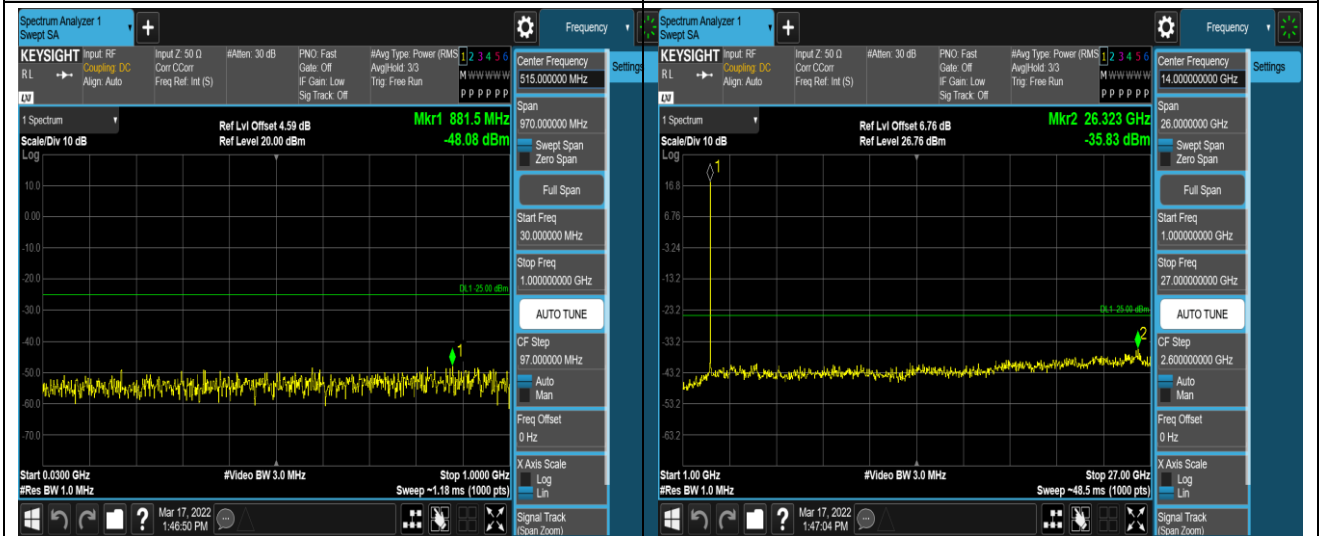 Spectrum Analyzer 1
Swept SA
+
Frequency
KEYSIGHT
Input: RF
Coupling: DC
Align: Auto
Input Z: 50 Ω
Corr CCorr
Freq Ref: Int (S)
#Atten: 30 dB
PNO: Fast
Gate: Off
IF Gain: Low
Sig Track: Off
#Avg Type: Power (RMS
Avg|Hold: 3/3
Trig: Free Run
1 2 3 4 5 6
M W W W W W
P P P P P P
RL
LXI
Center Frequency
515.000000 MHz
Settings
1 Spectrum
Ref Lvl Offset 4.59 dB
Mkr1 881.5 MHz
Scale/Div 10 dB
Ref Level 20.00 dBm
-48.08 dBm
Log
Span
970.000000 MHz
Swept Span
Zero Span
Full Span
Start Freq
30.000000 MHz
Stop Freq
1.000000000 GHz
AUTO TUNE
CF Step
97.000000 MHz
Auto
Man
Freq Offset
0 Hz
X Axis Scale
Log
Lin
Signal Track
(Span Zoom)
10.0
0.00
-10.0
-20.0
DL1 -25.00 dBm
-30.0
-40.0
1
-50.0
-60.0
-70.0
Start 0.0300 GHz
#Video BW 3.0 MHz
Stop 1.0000 GHz
#Res BW 1.0 MHz
Sweep ~1.18 ms (1000 pts)
?
Mar 17, 2022
1:46:50 PM
Spectrum Analyzer 1
Swept SA
+
Frequency
KEYSIGHT
Input: RF
Coupling: DC
Align: Auto
Input Z: 50 Ω
Corr CCorr
Freq Ref: Int (S)
#Atten: 30 dB
PNO: Fast
Gate: Off
IF Gain: Low
Sig Track: Off
#Avg Type: Power (RMS
Avg|Hold: 3/3
Trig: Free Run
1 2 3 4 5 6
M W W W W W
P P P P P P
RL
LXI
Center Frequency
14.000000000 GHz
Settings
1 Spectrum
Ref Lvl Offset 6.76 dB
Mkr2 26.323 GHz
Scale/Div 10 dB
Ref Level 26.76 dBm
-35.83 dBm
Log
Span
26.0000000 GHz
Swept Span
Zero Span
Full Span
Start Freq
1.000000000 GHz
Stop Freq
27.000000000 GHz
AUTO TUNE
CF Step
2.600000000 GHz
Auto
Man
Freq Offset
0 Hz
X Axis Scale
Log
Lin
Signal Track
(Span Zoom)
1
16.8
6.76
-3.24
-13.2
-23.2
DL1 -25.00 dBm
-33.2
2
-43.2
-53.2
-63.2
Start 1.00 GHz
#Video BW 3.0 MHz
Stop 27.00 GHz
#Res BW 1.0 MHz
Sweep ~48.5 ms (1000 pts)
?
Mar 17, 2022
1:47:04 PM